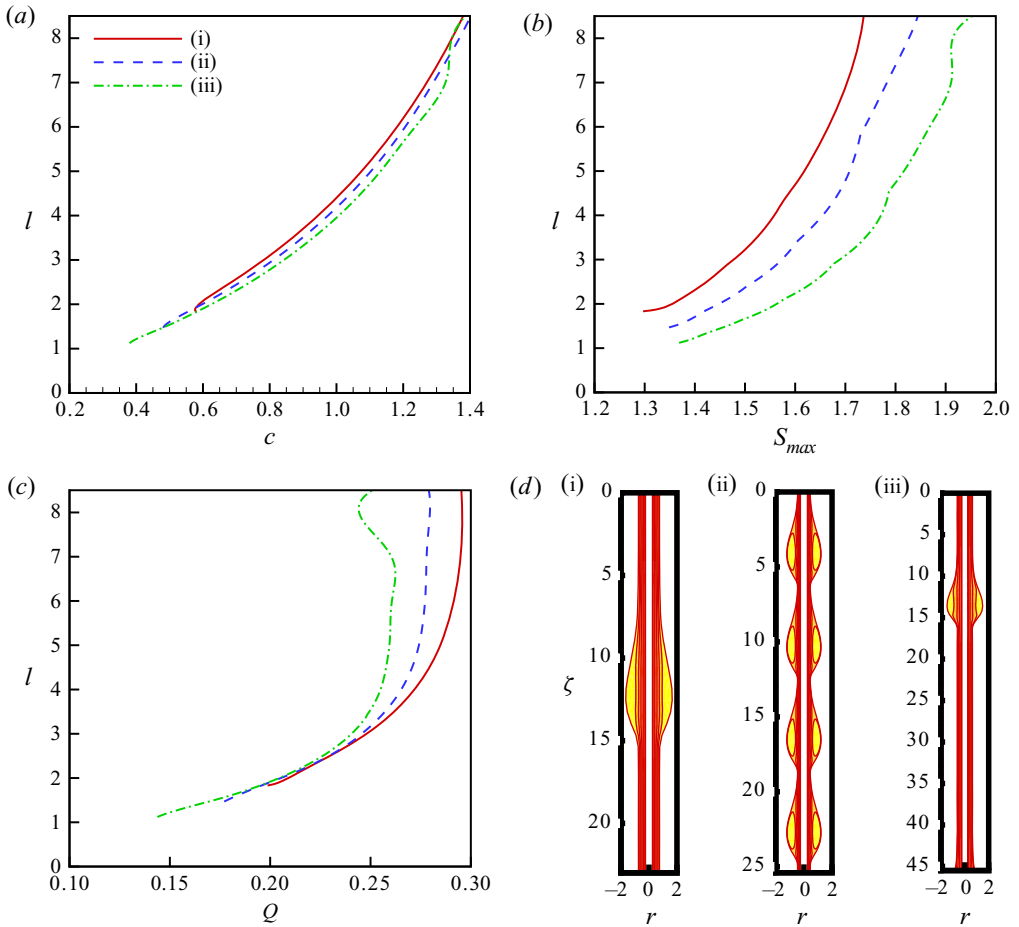 (a)
8
7
6
5
4
3
2
1
0
l
(i)
(ii)
(iii)
0.2 0.4 0.6 0.8 1.0 1.2 1.4
c
(b)
8
7
6
5
4
3
2
1
0
l
1.2 1.3 1.4 1.5 1.6 1.7 1.8 1.9 2.0
Smax
(c)
8
7
6
5
4
3
2
1
0
l
0.10 0.15 0.20 0.25 0.30
Q
(d) (i)
0
5
10
15
20
ζ
–2 0 2
r
(ii)
0
5
10
15
20
25
–2 0 2
r
(iii)
0
5
10
15
20
25
30
35
40
45
–2 0 2
r